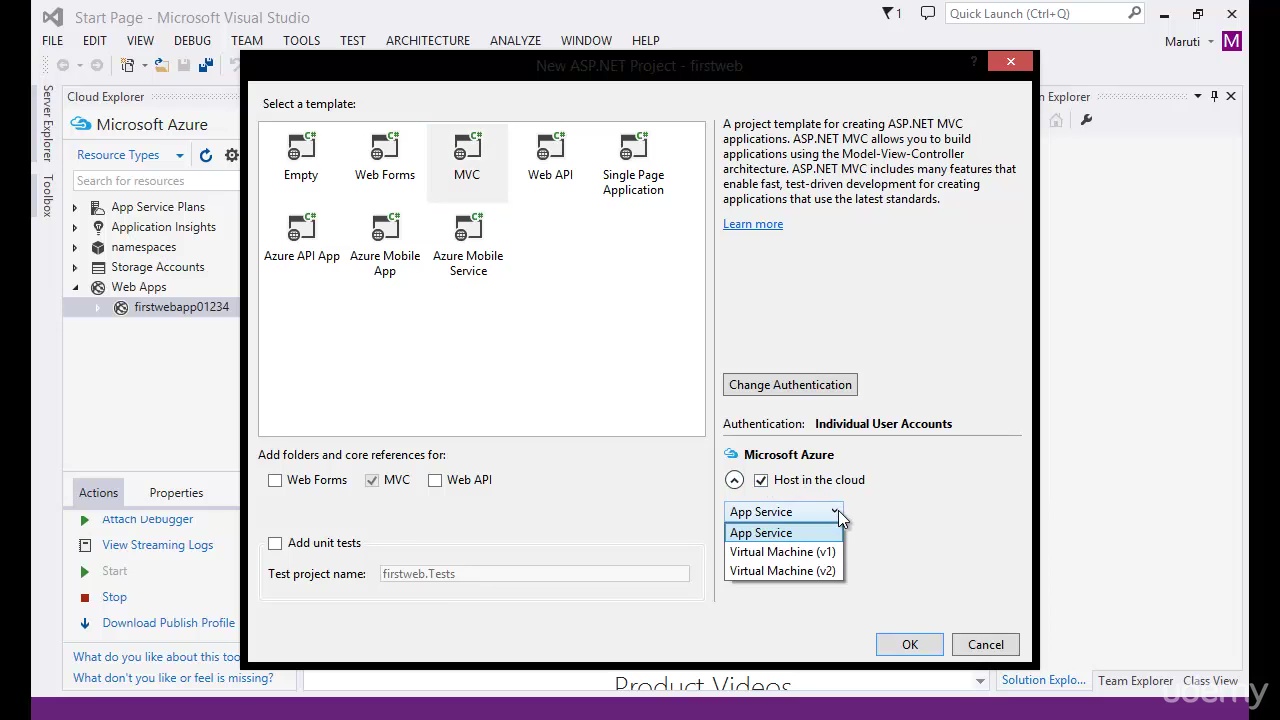 Start Page - Microsoft Visual Studio
1
Quick Launch (Ctrl+Q)
FILE EDIT VIEW DEBUG TEAM TOOLS TEST ARCHITECTURE ANALYZE WINDOW HELP
Maruti
M
Server Explorer
Toolbox
Cloud Explorer
Microsoft Azure
Resource Types
Search for resources
App Service Plans
Application Insights
namespaces
Storage Accounts
Web Apps
firstwebapp01234
Actions Properties
Attach Debugger
View Streaming Logs
Start
Stop
Download Publish Profile
What do you like about this too
What don't you like or feel is missing?
New ASP.NET Project - firstweb
?
Select a template:
C# C# C# C# C#
Empty
Web Forms
MVC
Web API
Single Page
Application
C# C# C#
Azure API App
Azure Mobile
App
Azure Mobile
Service
A project template for creating ASP.NET MVC
applications. ASP.NET MVC allows you to build
applications using the Model-View-Controller
architecture. ASP.NET MVC includes many features that
enable fast, test-driven development for creating
applications that use the latest standards.
Learn more
Change Authentication
Authentication: Individual User Accounts
Microsoft Azure
Host in the cloud
App Service
App Service
Virtual Machine (v1)
Virtual Machine (v2)
Add folders and core references for:
Web Forms MVC Web API
Add unit tests
Test project name: firstweb.Tests
OK Cancel
n Explorer
Product Videos
Solution Explo... Team Explorer Class View
udemy